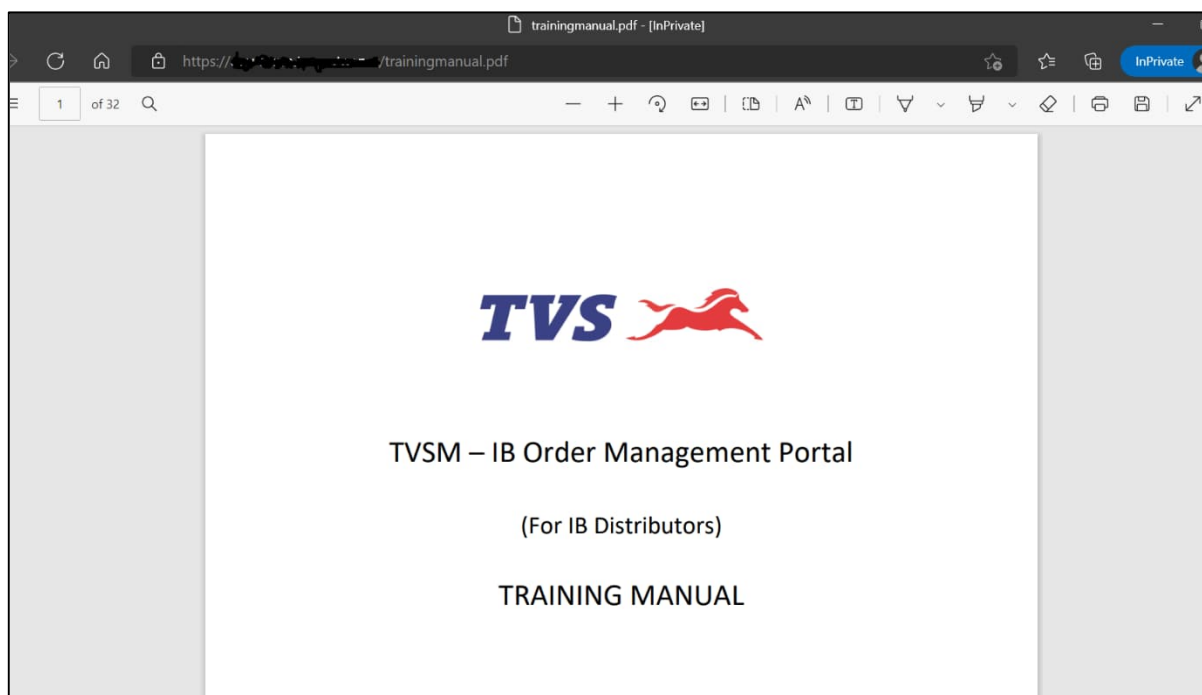 trainingmanual.pdf - [InPrivate]
https:// /trainingmanual.pdf
InPrivate
1 of 32
TVS
TVSM – IB Order Management Portal
(For IB Distributors)
TRAINING MANUAL